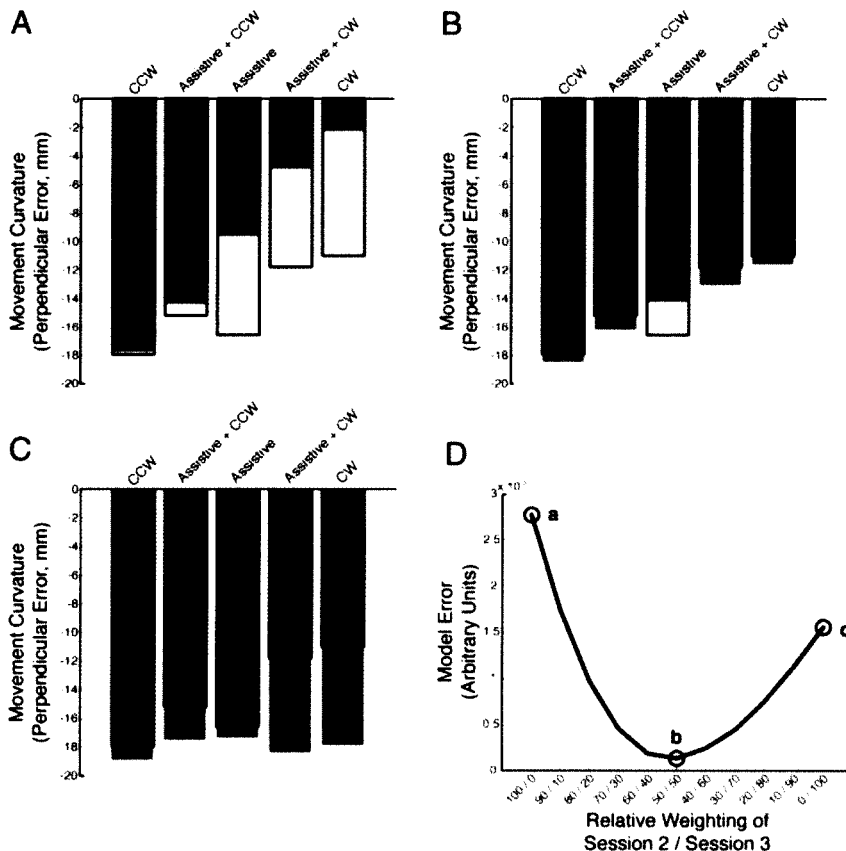 A
CCW
Assistive + CCW
Assistive
Assistive + CW
CW
0
-2
-4
-6
-8
-10
-12
-14
-16
-18
-20
Movement Curvature
(Perpendicular Error, mm)
B
CCW
Assistive + CCW
Assistive
Assistive + CW
CW
0
-2
-4
-6
-8
-10
-12
-14
-16
-18
-20
Movement Curvature
(Perpendicular Error, mm)
C
CCW
Assistive + CCW
Assistive
Assistive + CW
CW
0
-2
-4
-6
-8
-10
-12
-14
-16
-18
-20
Movement Curvature
(Perpendicular Error, mm)
D
3
2 5
2
1.5
1
0 5
0
a
b
c
Model Error
(Arbitrary Units)
100 / 0
90 / 10
80 / 20
70 / 30
60 / 40
50 / 50
40 / 60
30 / 70
20 / 80
10 / 90
0 / 100
Relative Weighting of
Session 2 / Session 3